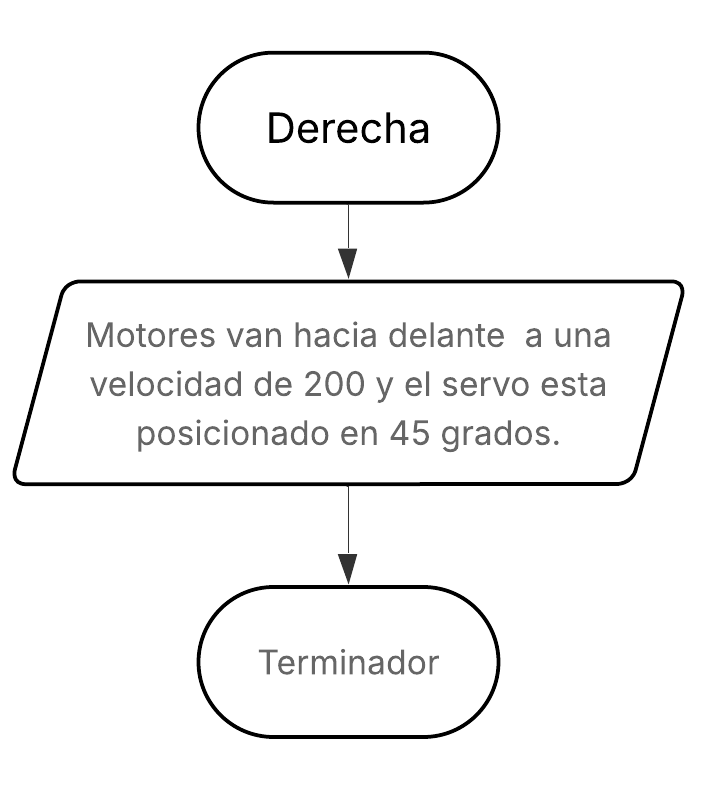 Derecha
Motores van hacia delante  a una
velocidad de 200 y el servo esta
posicionado en 45 grados.
Terminador